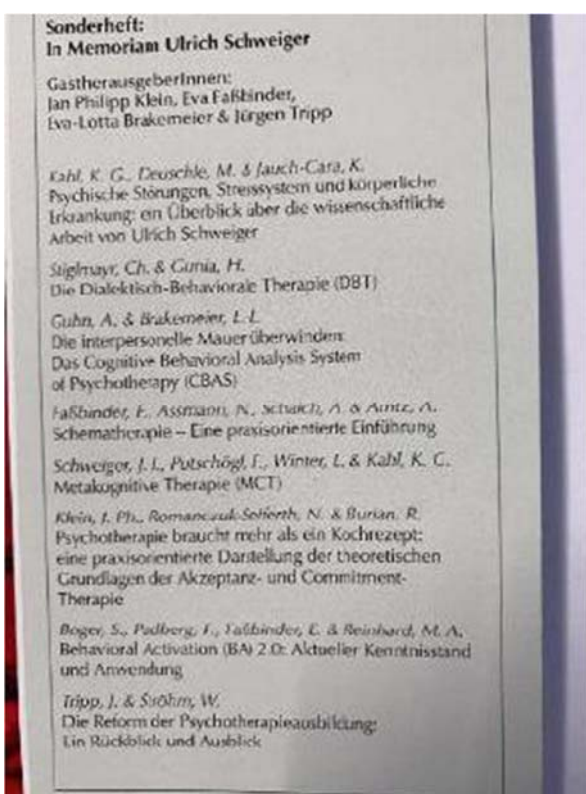 Sonderheft:
In Memoriam Ulrich Schweiger
GastherausgeberInnen:
Jan Philipp Klein, Eva Faßbinder,
Eva-Lotta Brakemeier & Jürgen Tripp
Kahl, K. G., Deuschle, M. & Jauch-Cara, K.
Psychische Störungen, Stresssystem und körperliche
Erkrankung: ein Überblick über die wissenschaftliche
Arbeit von Ulrich Schweiger
Stiglmayr, Ch. & Gunia, H.
Die Dialektisch-Behaviorale Therapie (DBT)
Guhn, A. & Brakemeier, L. L.
Die interpersonelle Mauer überwinden:
Das Cognitive Behavioral Analysis System
of Psychotherapy (CBAS)
Faßbinder, E., Assmann, N., Schaich, A. & Arntz, A.
Schematherapie – Eine praxisorientierte Einführung
Schweiger, J. I., Putschögl, F., Winter, L. & Kahl, K. G.
Metakognitive Therapie (MCT)
Klein, J. Ph., Romanczuk-Seiferth, N. & Burian, R.
Psychotherapie braucht mehr als ein Kochrezept:
eine praxisorientierte Darstellung der theoretischen
Grundlagen der Akzeptanz- und Commitment-
Therapie
Boger, S., Padberg, F., Faßbinder, E. & Reinhard, M. A.
Behavioral Activation (BA) 2.0: Aktueller Kenntnisstand
und Anwendung
Tripp, J. & Ströhm, W.
Die Reform der Psychotherapieausbildung:
Ein Rückblick und Ausblick